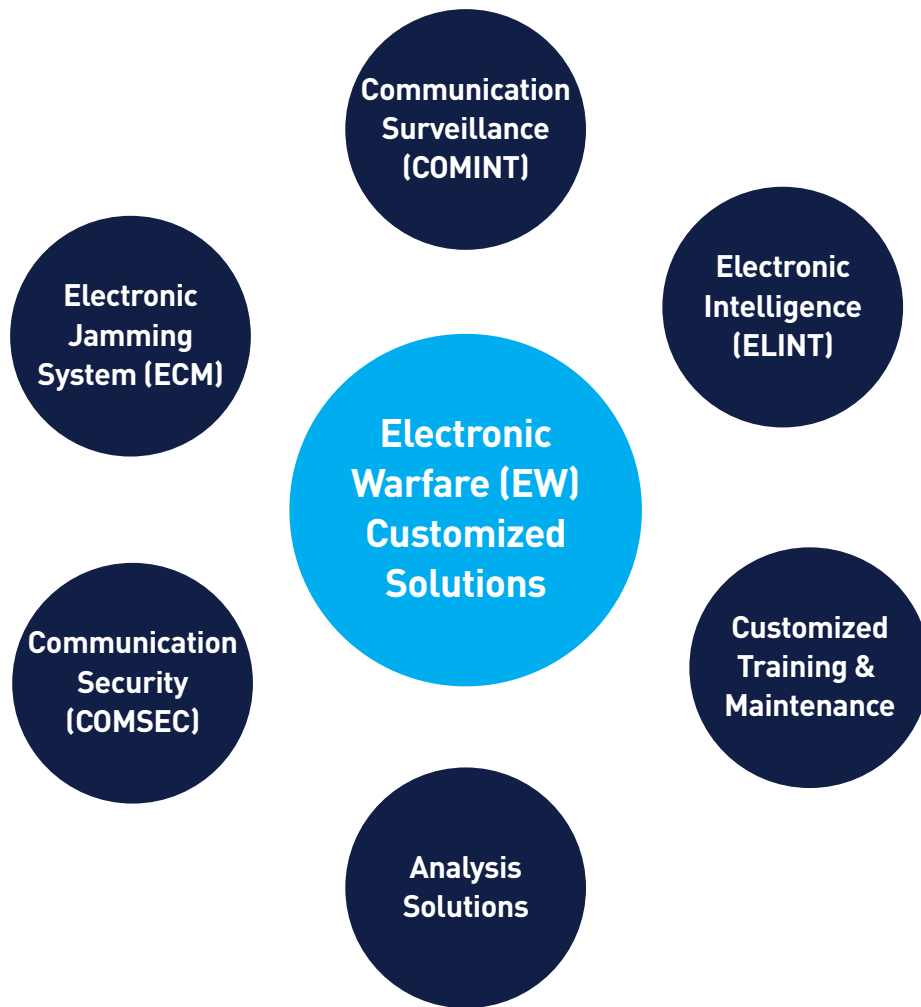 Communication
Surveillance
(COMINT)
Electronic
Intelligence
(ELINT)
Electronic
Jamming
System (ECM)
Electronic
Warfare (EW)
Customized
Solutions
Customized
Training &
Maintenance
Communication
Security
(COMSEC)
Analysis
Solutions